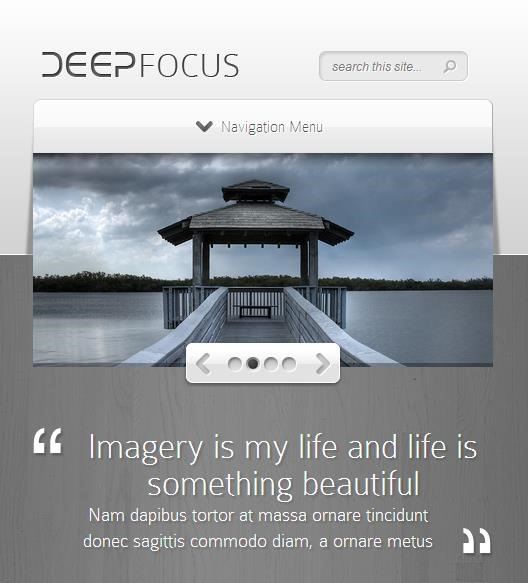 DEEPFOCUS
search this site...
Navigation Menu
“ Imagery is my life and life is
something beautiful
Nam dapibus tortor at massa ornare tincidunt
donec sagittis commodo diam, a ornare metus ”